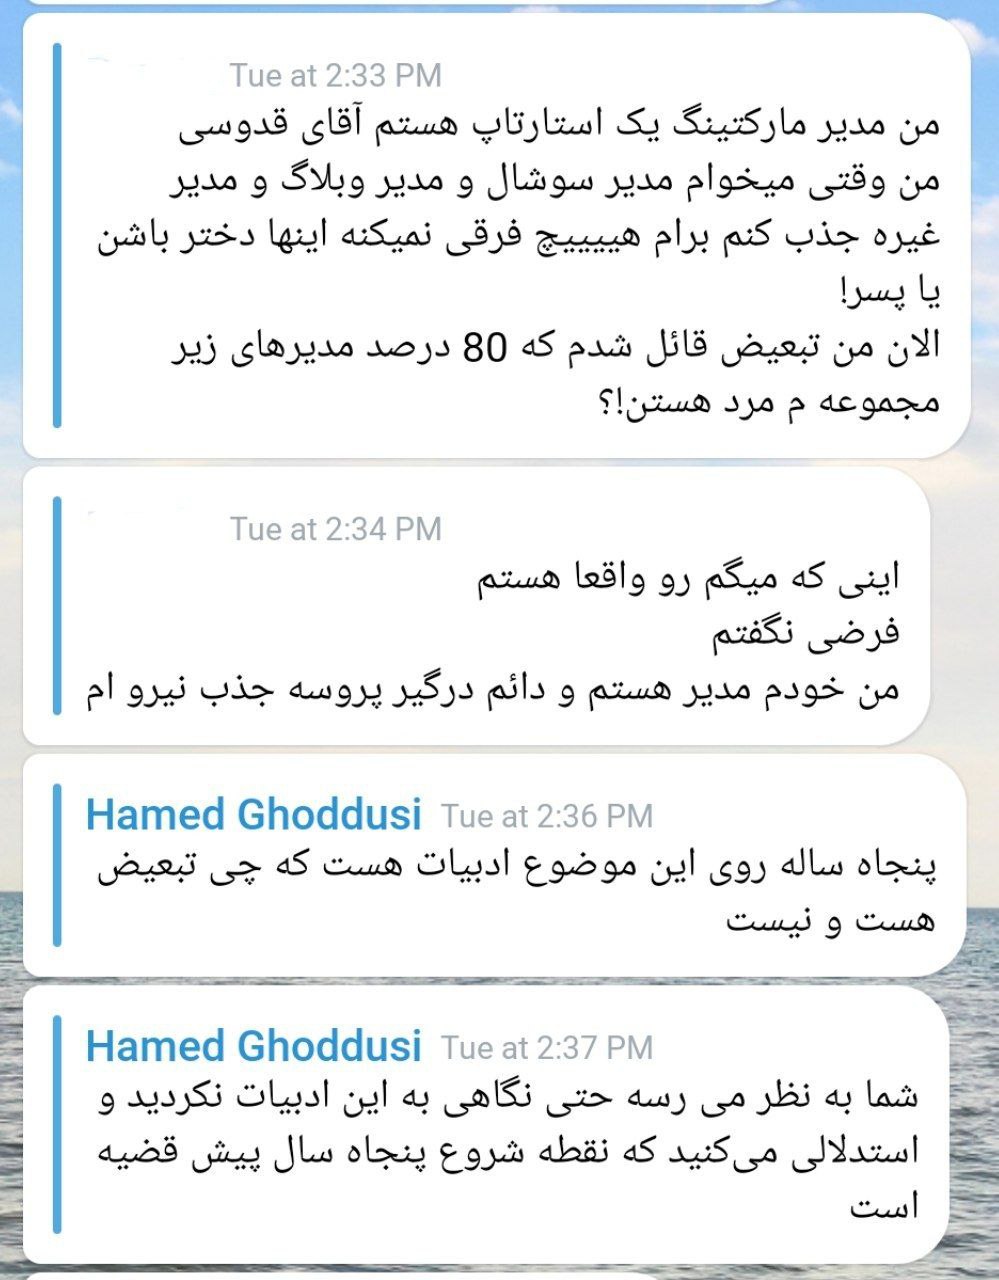 Tue at 2:33 PM
من مدیر مارکتینگ یک استارتاپ هستم آقای قدوسی
من وقتی میخوام مدیر سوشال و مدیر وبلاگ و مدیر
غیره جذب کنم برام هییییچ فرقی نمیکنه اینها دختر باشن
یا پسر!
الان من تبعیض قائل شدم که 80 درصد مدیرهای زیر
مجموعه م مرد هستن!؟
Tue at 2:34 PM
اینی که میگم رو واقعا هستم
فرضی نگفتم
من خودم مدیر هستم و دائم درگیر پروسه جذب نیرو ام
Hamed Ghoddusi Tue at 2:36 PM
پنجاه ساله روی این موضوع ادبیات هست که چی تبعیض
هست و نیست
Hamed Ghoddusi Tue at 2:37 PM
شما به نظر می رسه حتی نگاهی به این ادبیات نکردید و
استدلالی می‌کنید که نقطه شروع پنجاه سال پیش قضیه
است